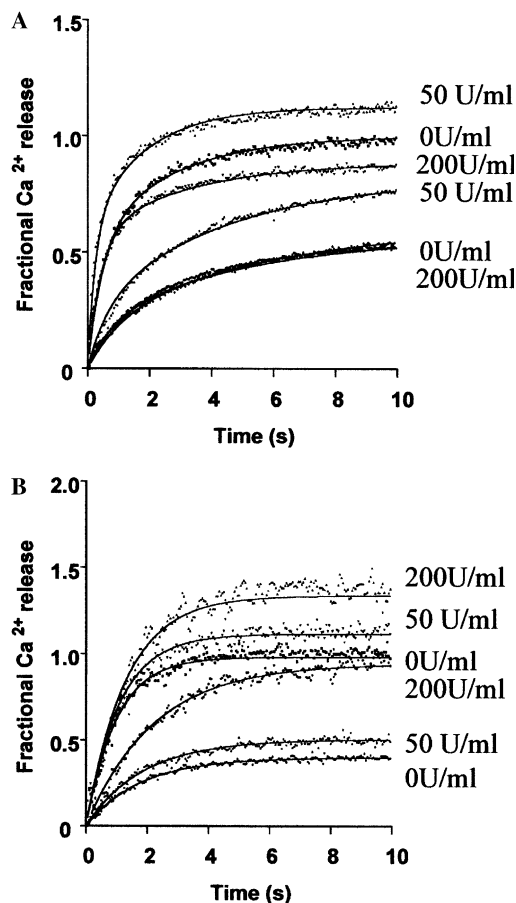 A
1.5
1.0
0.5
0
Fractional Ca 2+ release
50 U/ml
0U/ml
200U/ml
50 U/ml
0U/ml
200U/ml
0 2 4 6 8 10
Time (s)
B
2.0
1.5
1.0
0.5
0
Fractional Ca 2+ release
200U/ml
50 U/ml
0U/ml
200U/ml
50 U/ml
0U/ml
0 2 4 6 8 10
Time (s)